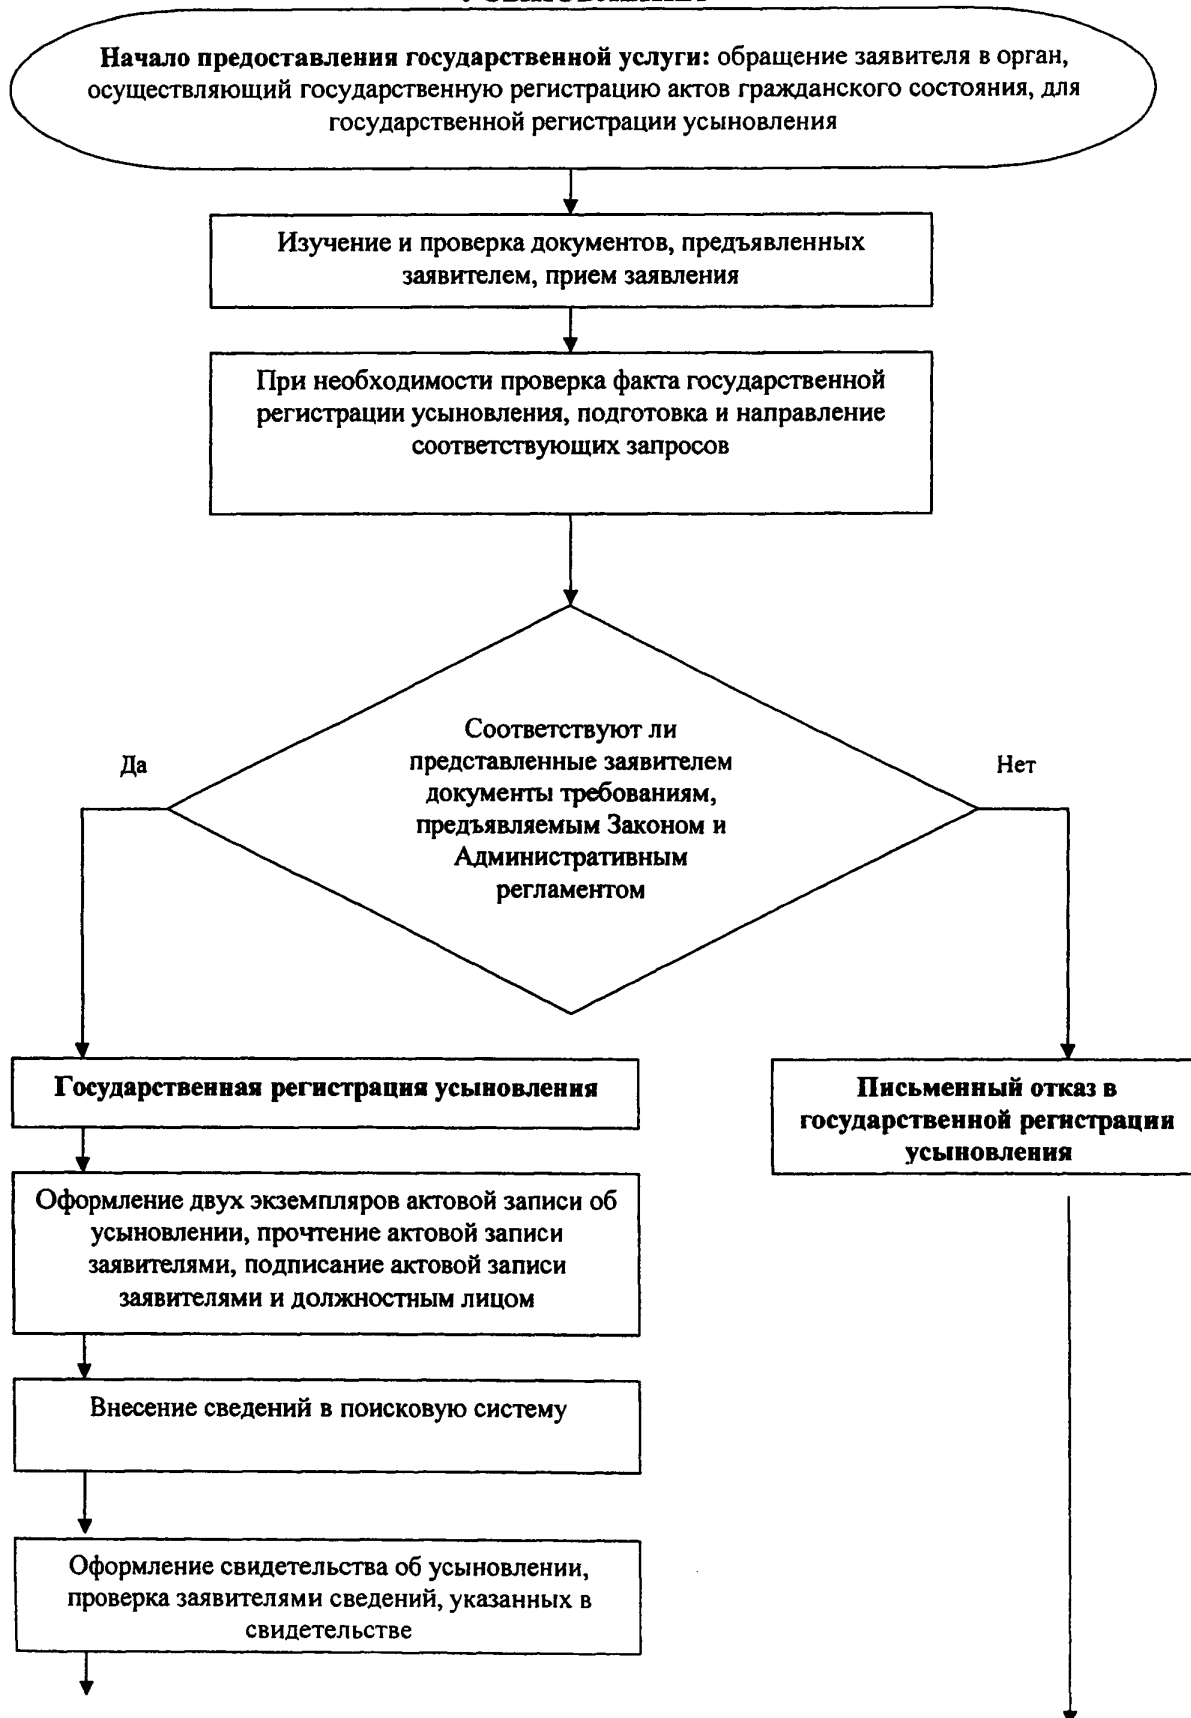 Начало предоставления государственной услуги: обращение заявителя в орган,
осуществляющий государственную регистрацию актов гражданского состояния, для
государственной регистрации усыновления
Изучение и проверка документов, предъявленных
заявителем, прием заявления
При необходимости проверка факта государственной
регистрации усыновления, подготовка и направление
соответствующих запросов
Соответствуют ли
представленные заявителем
документы требованиям,
предъявляемым Законом и
Административным
регламентом
Да
Нет
Государственная регистрация усыновления
Оформление двух экземпляров актовой записи об
усыновлении, прочтение актовой записи
заявителями, подписание актовой записи
заявителями и должностным лицом
Внесение сведений в поисковую систему
Оформление свидетельства об усыновлении,
проверка заявителями сведений, указанных в
свидетельстве
Письменный отказ в
государственной регистрации
усыновления